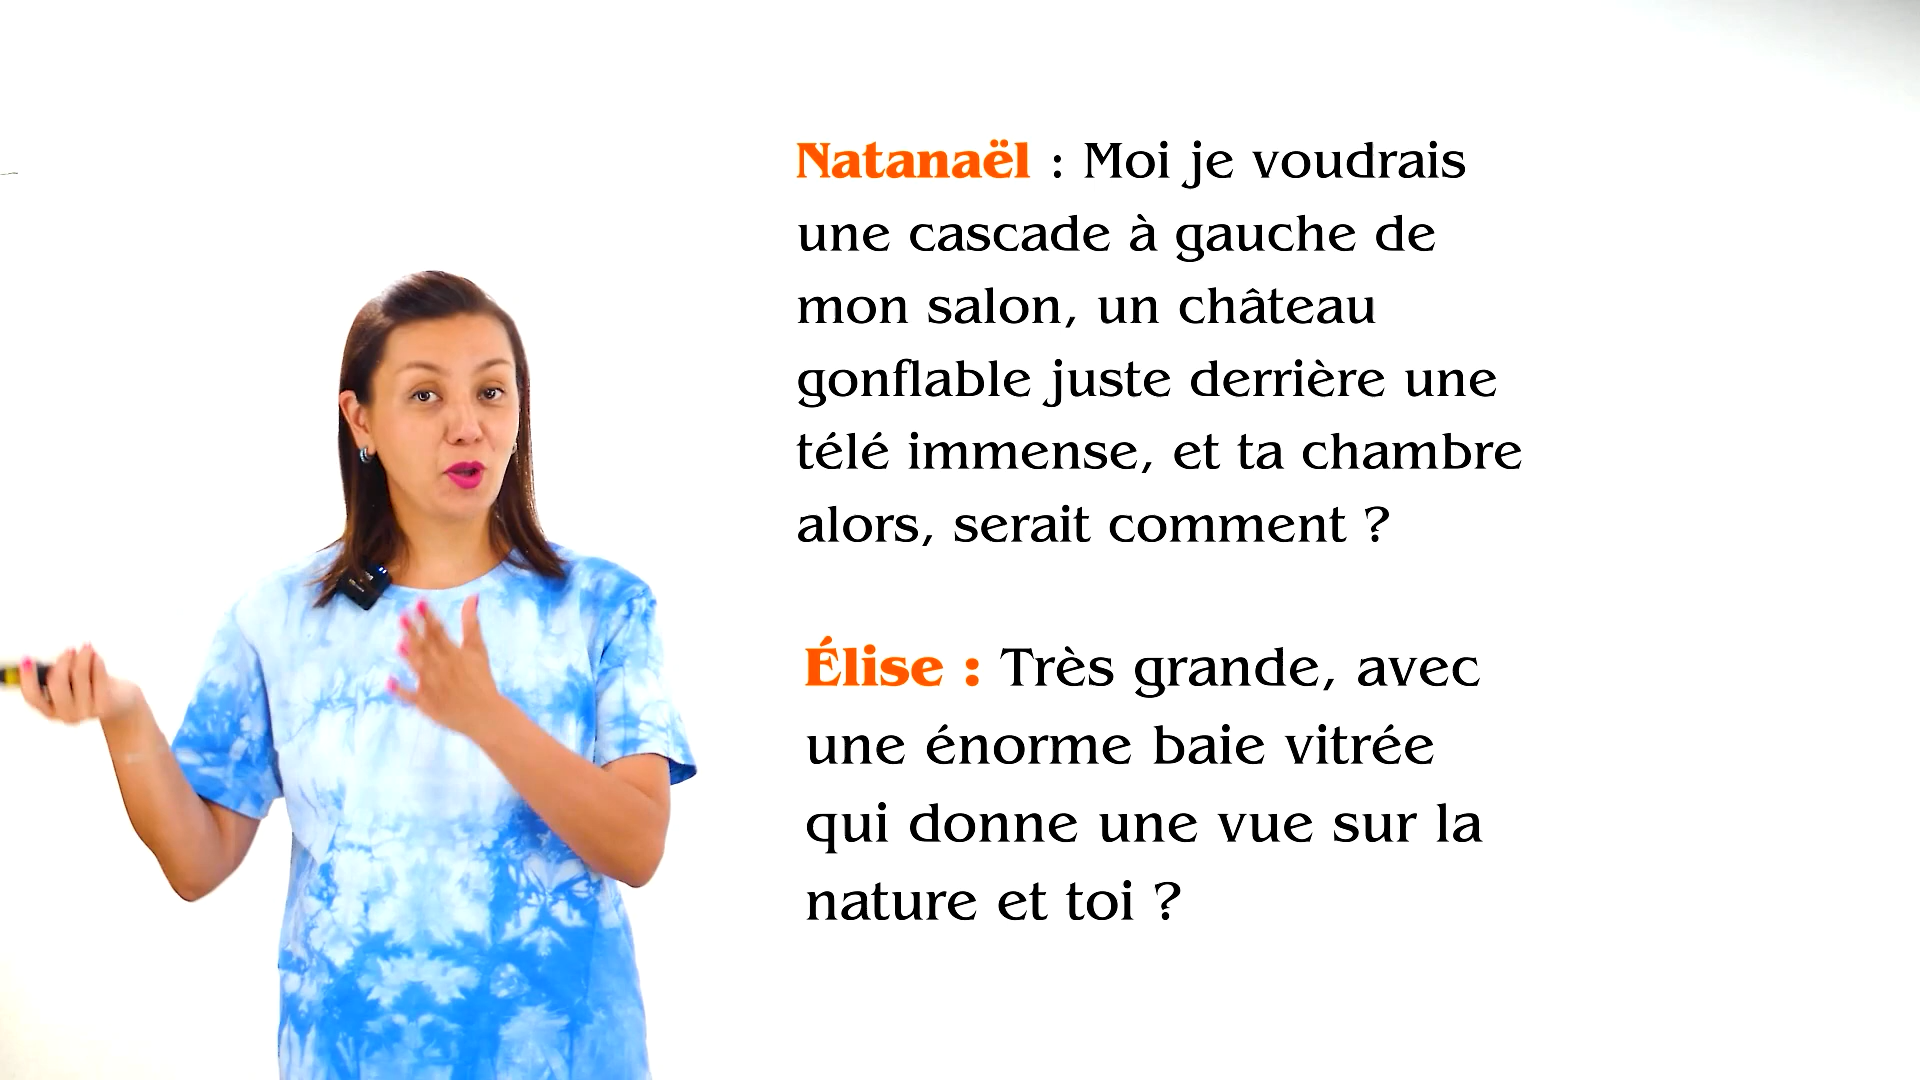 Natanaël : Moi je voudrais
une cascade à gauche de
mon salon, un château
gonflable juste derrière une
télé immense, et ta chambre
alors, serait comment ?
Élise : Très grande, avec
une énorme baie vitrée
qui donne une vue sur la
nature et toi ?